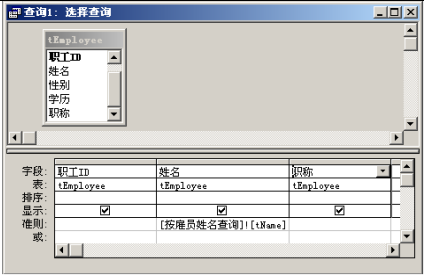 查询1: 选择查询
tEmployee
职工ID
姓名
性别
学历
职称
字段: 职工ID 姓名 职称
表: tEmployee tEmployee tEmployee
排序:
显示:
准则: [按雇员姓名查询]![tName]
或: